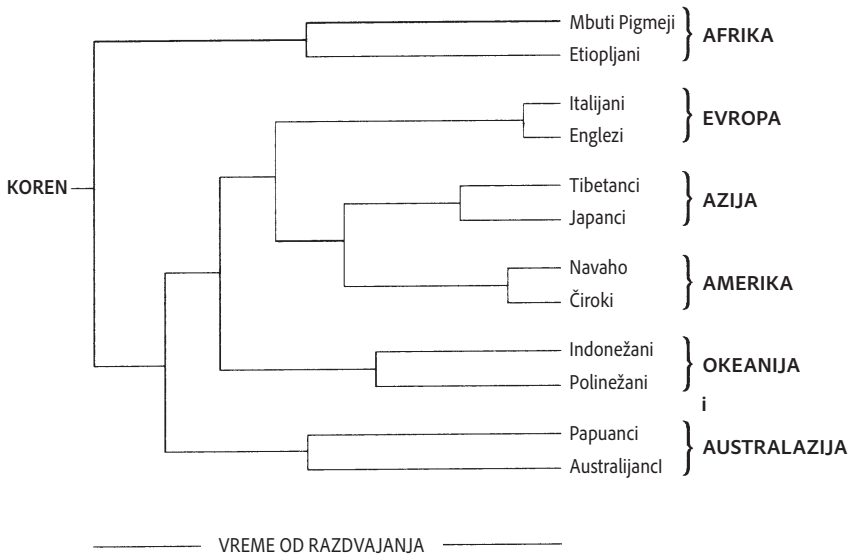 Mbuti Pigmeji
Etiopljani
AFRIKA
Italijani
Englezi
EVROPA
KOREN
Tibetanci
Japanci
AZIJA
Navaho
Čiroki
AMERIKA
Indonežani
Polinežani
OKEANIJA
i
Papuanci
Australijancl
AUSTRALAZIJA
VREME OD RAZDVAJANJA